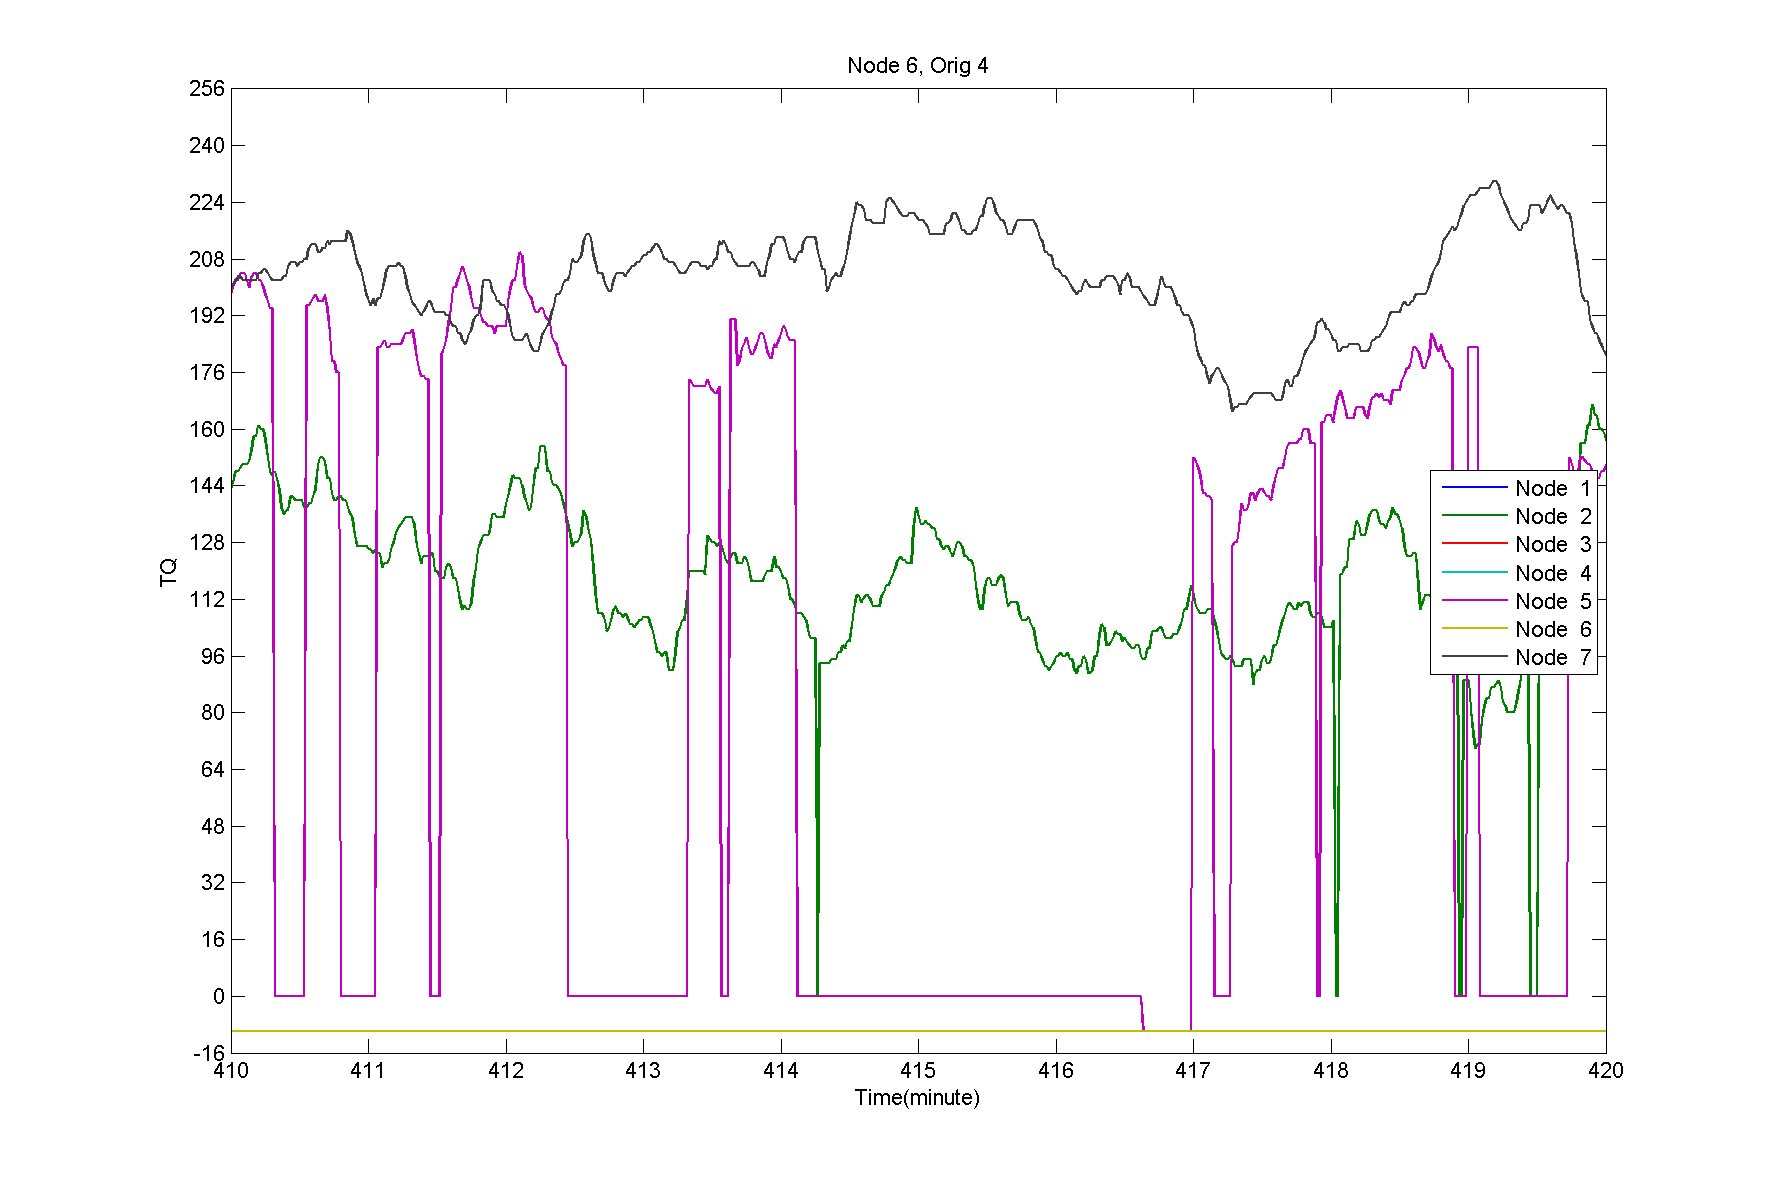 Node 6, Orig 4
256
240
224
208
192
176
160
144
128
112
96
80
64
48
32
16
0
-16
TQ
Node 1
Node 2
Node 3
Node 4
Node 5
Node 6
Node 7
410 411 412 413 414 415 416 417 418 419 420
Time(minute)